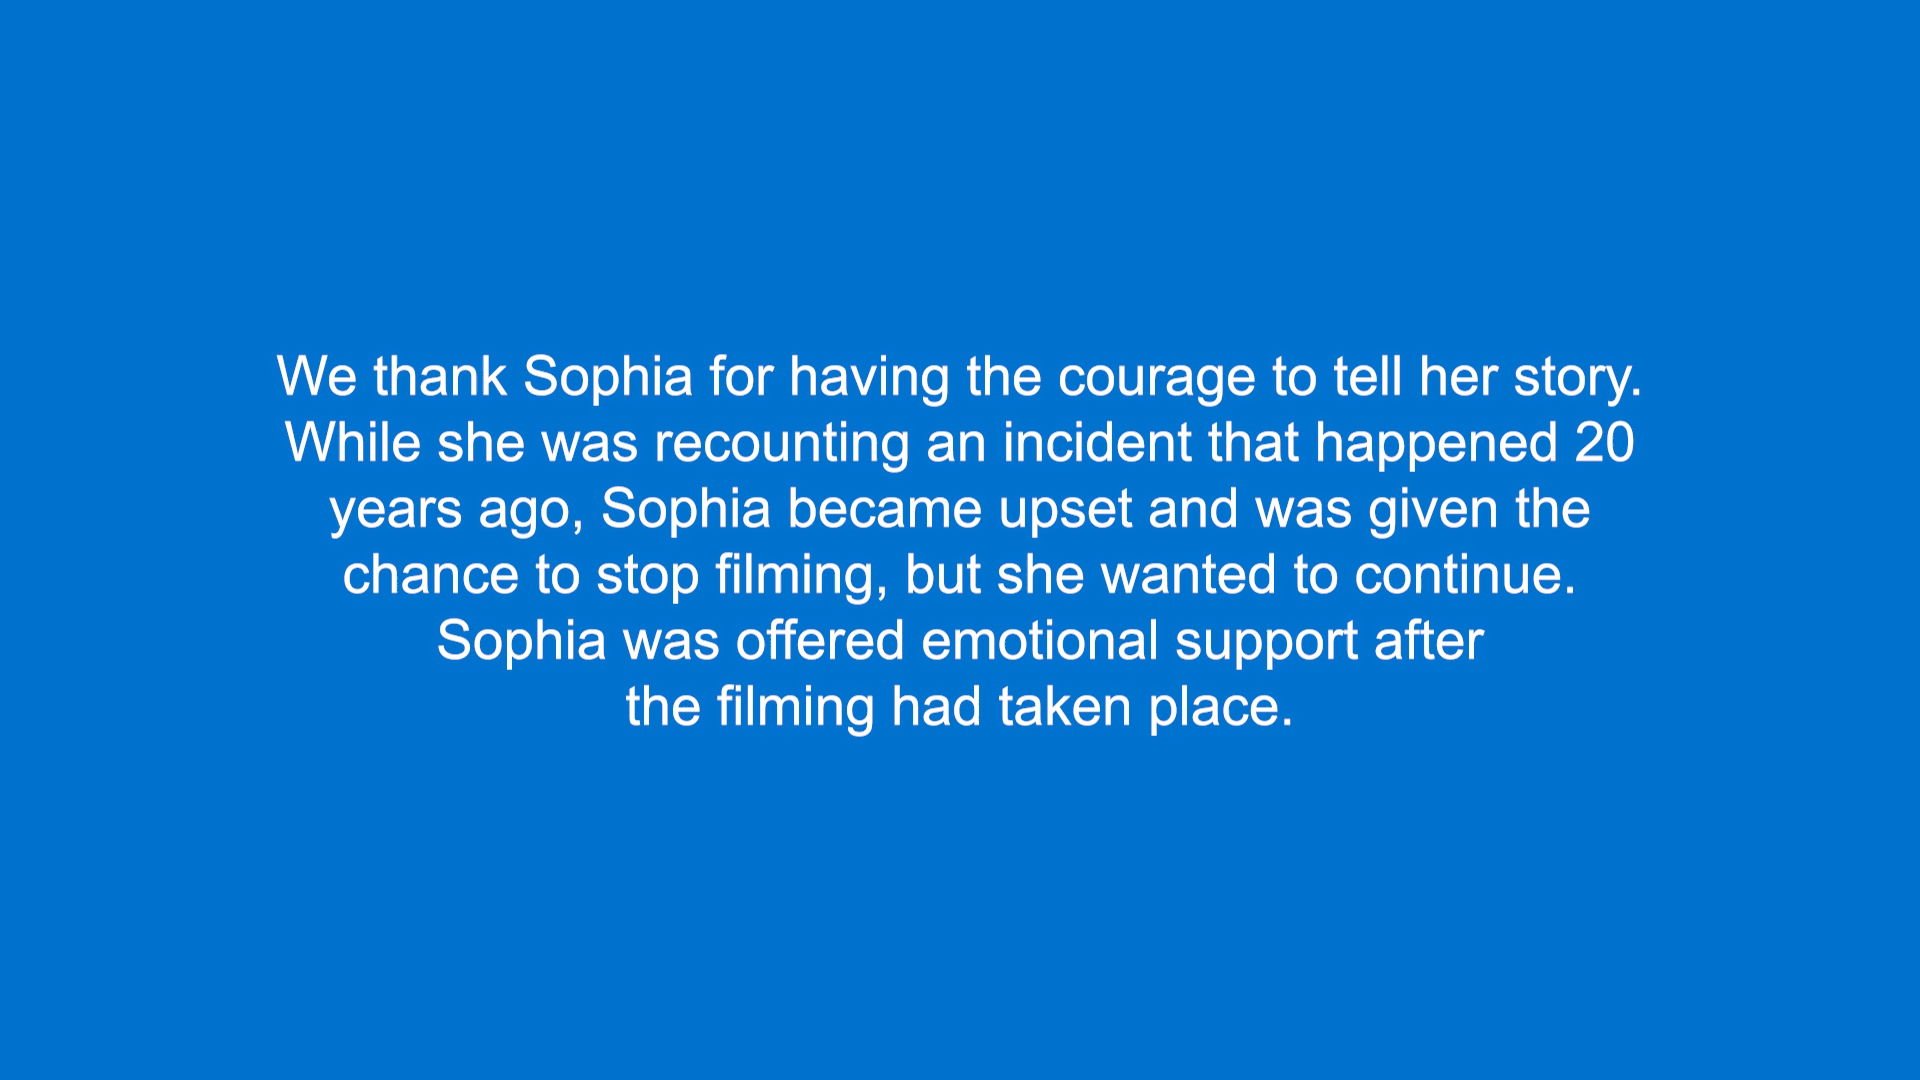 We thank Sophia for having the courage to tell her story.
While she was recounting an incident that happened 20
years ago, Sophia became upset and was given the
chance to stop filming, but she wanted to continue.
Sophia was offered emotional support after
the filming had taken place.